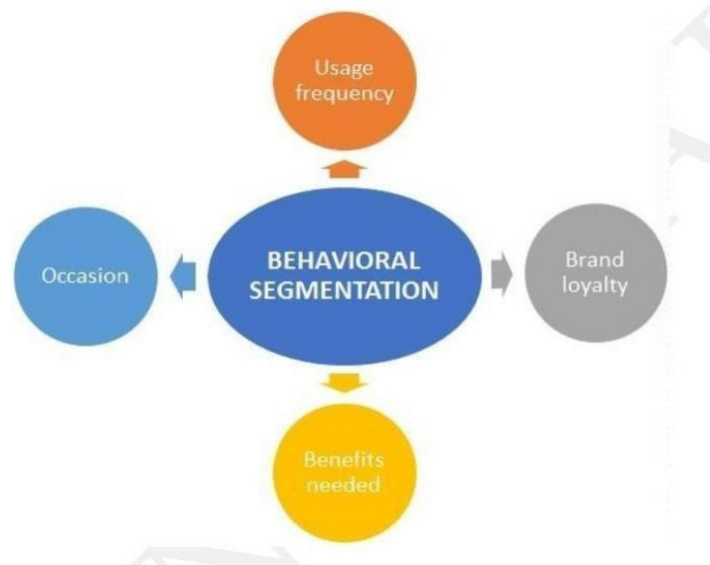 Usage
frequency
Occasion
BEHAVIORAL
SEGMENTATION
Brand
loyalty
Benefits
needed